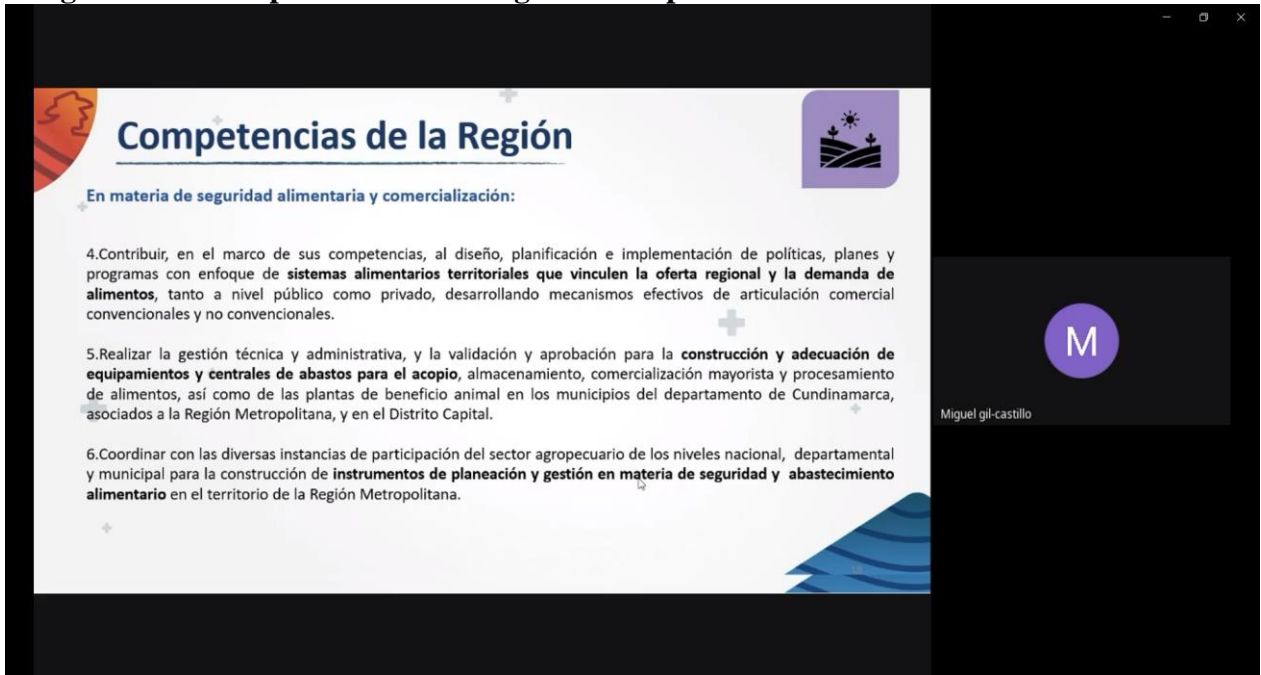 Competencias de la Región
En materia de seguridad alimentaria y comercialización:
4.Contribuir, en el marco de sus competencias, al diseño, planificación e implementación de políticas, planes y
programas con enfoque de sistemas alimentarios territoriales que vinculen la oferta regional y la demanda de
alimentos, tanto a nivel público como privado, desarrollando mecanismos efectivos de articulación comercial
convencionales y no convencionales.
5.Realizar la gestión técnica y administrativa, y la validación y aprobación para la construcción y adecuación de
equipamientos y centrales de abastos para el acopio, almacenamiento, comercialización mayorista y procesamiento
de alimentos, así como de las plantas de beneficio animal en los municipios del departamento de Cundinamarca,
asociados a la Región Metropolitana, y en el Distrito Capital.
6.Coordinar con las diversas instancias de participación del sector agropecuario de los niveles nacional, departamental
y municipal para la construcción de instrumentos de planeación y gestión en materia de seguridad y abastecimiento
alimentario en el territorio de la Región Metropolitana.
M
Miguel gil-castillo